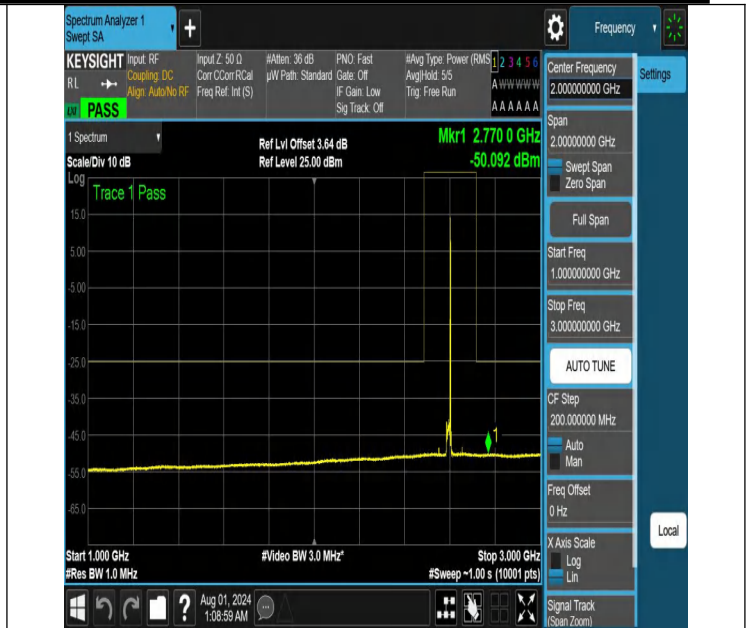 Spectrum Analyzer 1
Swept SA
Frequency
KEYSIGHT
RL
PASS
Input: RF
Coupling: DC
Align: Auto/No RF
Input Z: 50 Ω
Corr CCorr RCal
Freq Ref: Int (S)
#Atten: 36 dB
µW Path: Standard
PNO: Fast
Gate: Off
IF Gain: Low
Sig Track: Off
#Avg Type: Power (RMS
Avg|Hold: 5/5
Trig: Free Run
1 2 3 4 5 6
A W W W W W
A A A A A A
1 Spectrum
Scale/Div 10 dB
Ref Lvl Offset 3.64 dB
Ref Level 25.00 dBm
Mkr1 2.770 0 GHz
-50.092 dBm
Log
Trace 1 Pass
15.0
5.00
-5.00
-15.0
-25.0
-35.0
-45.0
-55.0
-65.0
1
Start 1.000 GHz
#Res BW 1.0 MHz
#Video BW 3.0 MHz*
Stop 3.000 GHz
#Sweep ~1.00 s (10001 pts)
Aug 01, 2024
1:08:59 AM
Center Frequency
2.000000000 GHz
Settings
Span
2.00000000 GHz
Swept Span
Zero Span
Full Span
Start Freq
1.000000000 GHz
Stop Freq
3.000000000 GHz
AUTO TUNE
CF Step
200.000000 MHz
Auto
Man
Freq Offset
0 Hz
X Axis Scale
Log
Lin
Local
Signal Track
(Span Zoom)